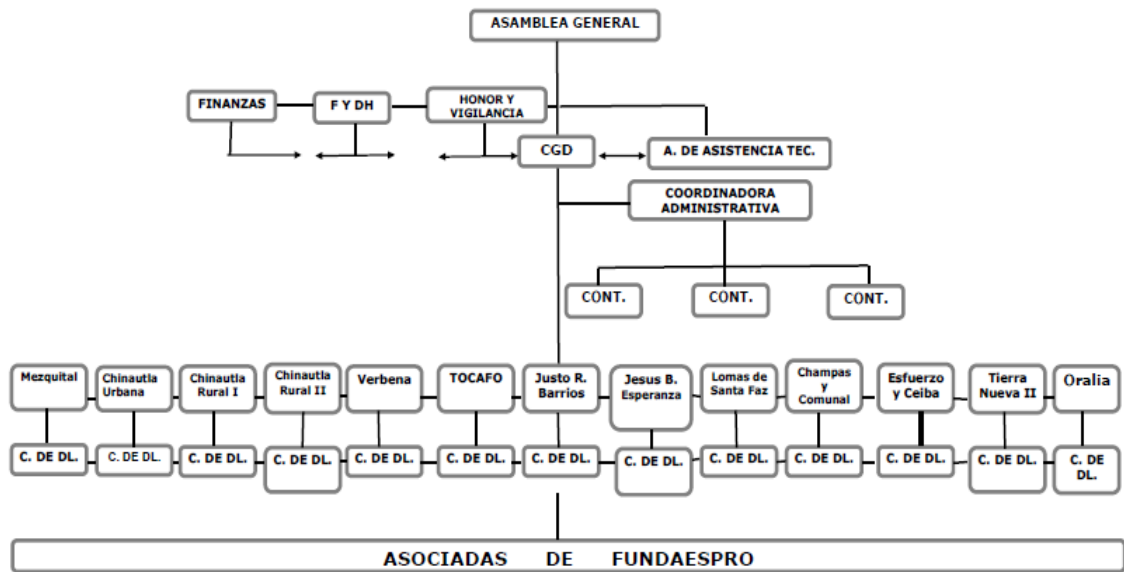 ASAMBLEA GENERAL
FINANZAS
F Y DH
HONOR Y
VIGILANCIA
CGD
A. DE ASISTENCIA TEC.
COORDINADORA
ADMINISTRATIVA
CONT.
CONT.
CONT.
Mezquital
Chinautla
Urbana
Chinautla
Rural I
Chinautla
Rural II
Verbena
TOCAFO
Justo R.
Barrios
Jesus B.
Esperanza
Lomas de
Santa Faz
Champas
y
Comunal
Esfuerzo
y Ceiba
Tierra
Nueva II
Oralia
C. DE DL.
C. DE DL.
C. DE DL.
C. DE DL.
C. DE DL.
C. DE DL.
C. DE DL.
C. DE DL.
C. DE DL.
C. DE DL.
C. DE DL.
C. DE DL.
C. DE
DL.
ASOCIADAS DE FUNDAESPRO